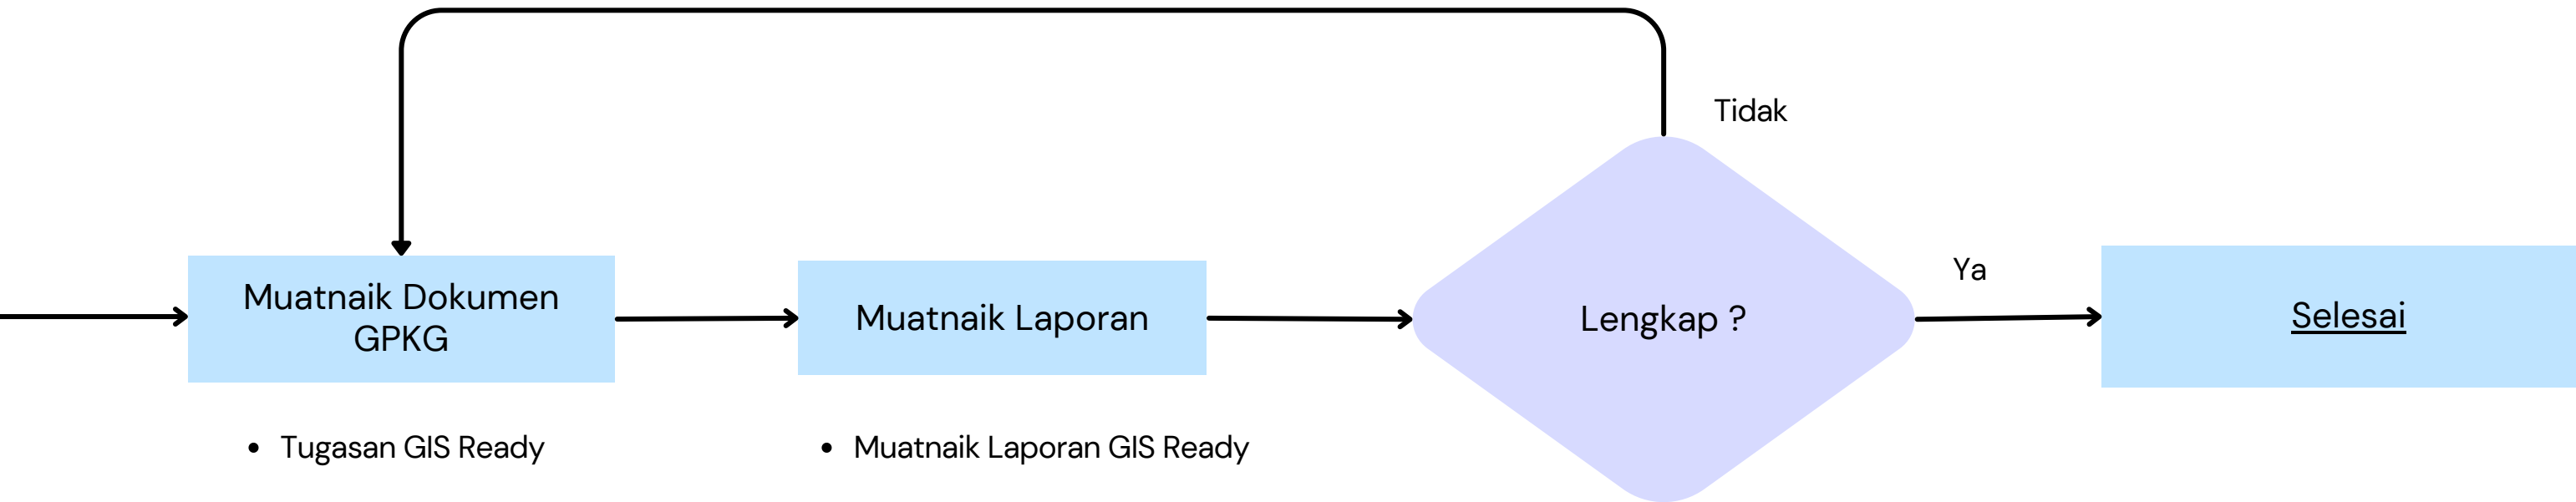 Tidak
Ya
Muatnaik Dokumen
GPKG
Muatnaik Laporan
Lengkap ?
Selesai
• Tugasan GIS Ready
• Muatnaik Laporan GIS Ready